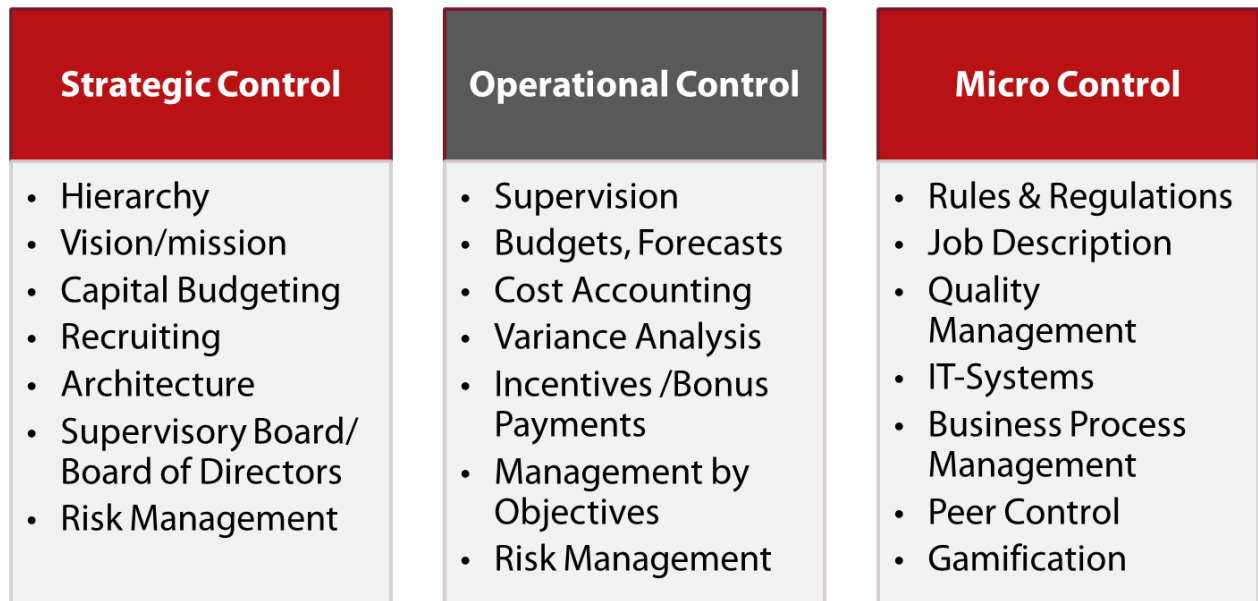 Strategic Control
• Hierarchy
• Vision/mission
• Capital Budgeting
• Recruiting
• Architecture
• Supervisory Board/
Board of Directors
• Risk Management
Operational Control
• Supervision
• Budgets, Forecasts
• Cost Accounting
• Variance Analysis
• Incentives /Bonus
Payments
• Management by
Objectives
• Risk Management
Micro Control
• Rules & Regulations
• Job Description
• Quality
Management
• IT-Systems
• Business Process
Management
• Peer Control
• Gamification